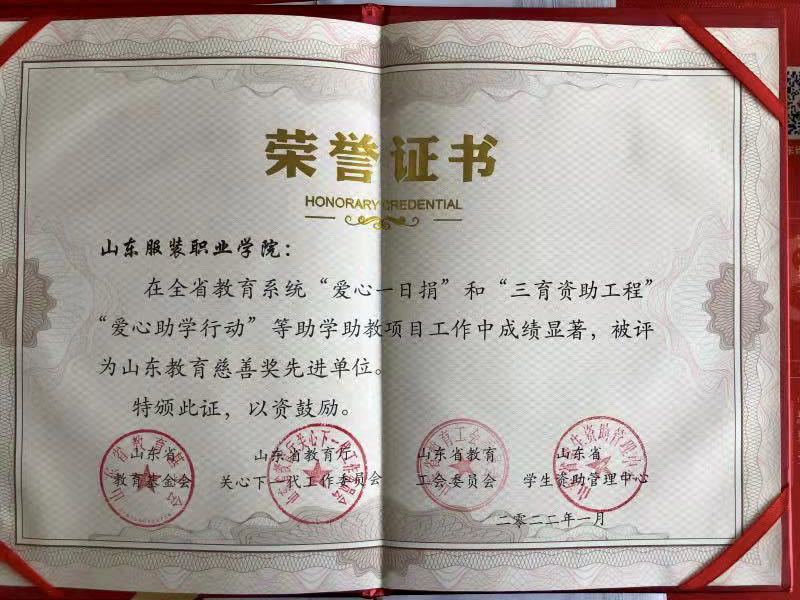 荣誉证书
HONORARY CREDENTIAL
山东服装职业学院：
在全省教育系统“爱心一日捐”和“三育资助工程”
“爱心助学行动”等助学助教项目工作中成绩显著，被评
为山东教育慈善奖先进单位。
特颁此证，以资鼓励。
山东省 山东省教育厅 山东省教育 山东省
教育基金会 关心下一代工作委员会 工会委员会 学生资助管理中心
二零二二年一月